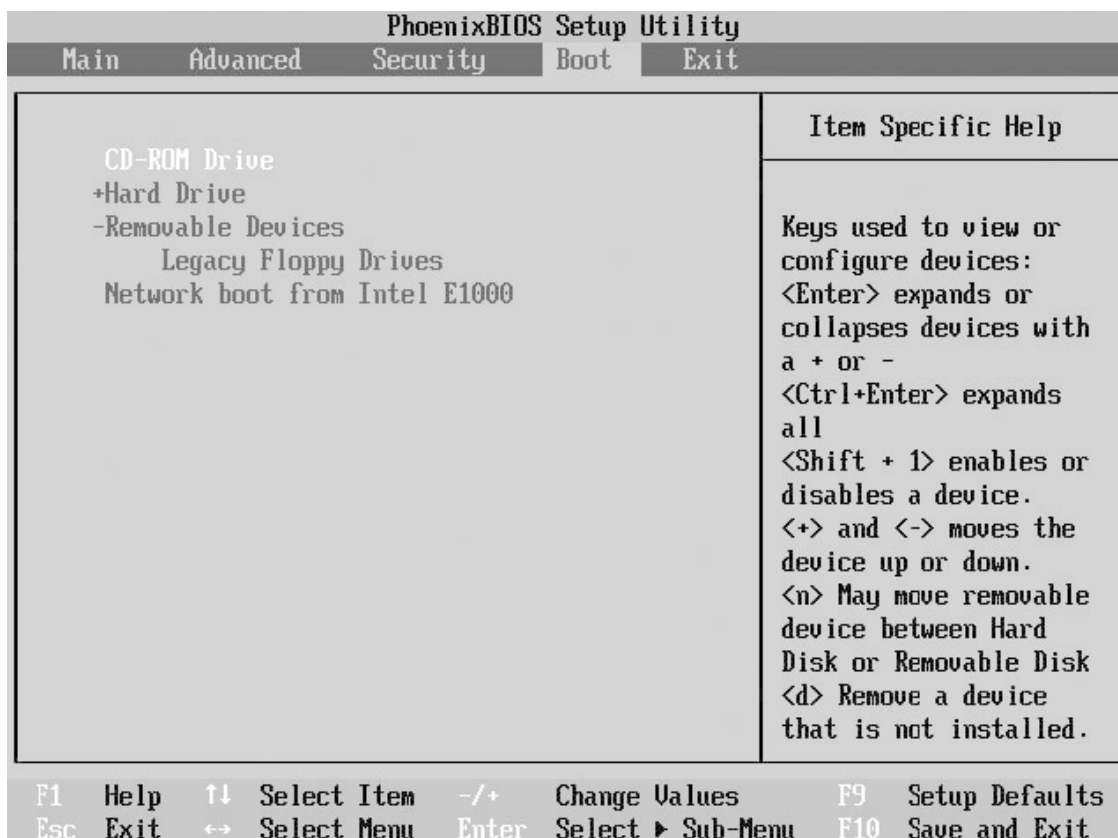 PhoenixBIOS Setup Utility
Main Advanced Security Boot Exit
CD-ROM Drive
+Hard Drive
-Removable Devices
Legacy Floppy Drives
Network boot from Intel E1000
Item Specific Help
Keys used to view or
configure devices:
<Enter> expands or
collapses devices with
a + or -
<Ctrl+Enter> expands
all
<Shift + 1> enables or
disables a device.
<+> and <-> moves the
device up or down.
<n> May move removable
device between Hard
Disk or Removable Disk
<d> Remove a device
that is not installed.
F1 Help ↑↓ Select Item -/+ Change Values F9 Setup Defaults
Esc Exit ↔ Select Menu Enter Select ▶ Sub-Menu F10 Save and Exit